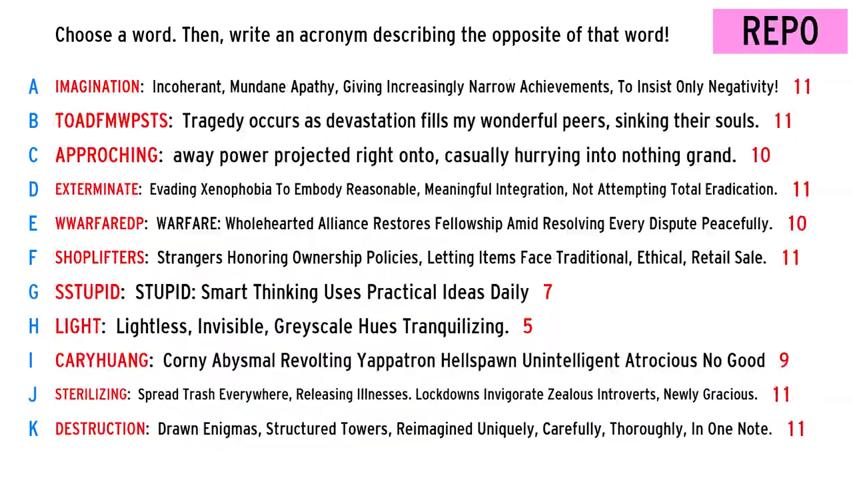 Choose a word. Then, write an acronym describing the opposite of that word!
REPO
A IMAGINATION: Incoherant, Mundane Apathy, Giving Increasingly Narrow Achievements, To Insist Only Negativity! 11
B TOADFMWPSTS: Tragedy occurs as devastation fills my wonderful peers, sinking their souls. 11
C APPROCHING: away power projected right onto, casually hurrying into nothing grand. 10
D EXTERMINATE: Evading Xenophobia To Embody Reasonable, Meaningful Integration, Not Attempting Total Eradication. 11
E WWARFAREDP: WARFARE: Wholehearted Alliance Restores Fellowship Amid Resolving Every Dispute Peacefully. 10
F SHOPLIFTERS: Strangers Honoring Ownership Policies, Letting Items Face Traditional, Ethical, Retail Sale. 11
G SSTUPID: STUPID: Smart Thinking Uses Practical Ideas Daily 7
H LIGHT: Lightless, Invisible, Greyscale Hues Tranquilizing. 5
I CARYHUANG: Corny Abysmal Revolting Yappatron Hellspawn Unintelligent Atrocious No Good 9
J STERILIZING: Spread Trash Everywhere, Releasing Illnesses. Lockdowns Invigorate Zealous Introverts, Newly Gracious. 11
K DESTRUCTION: Drawn Enigmas, Structured Towers, Reimagined Uniquely, Carefully, Thoroughly, In One Note. 11